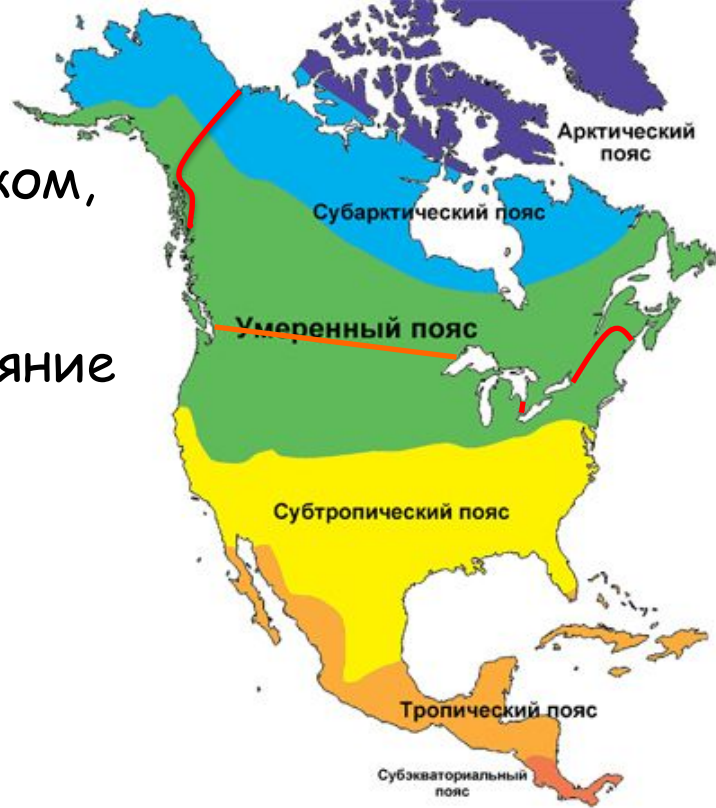 Арктический
пояс
ком,
Субарктический пояс
Умеренный пояс
яние
Субтропический пояс
Тропический пояс
Субэкваториальный
пояс